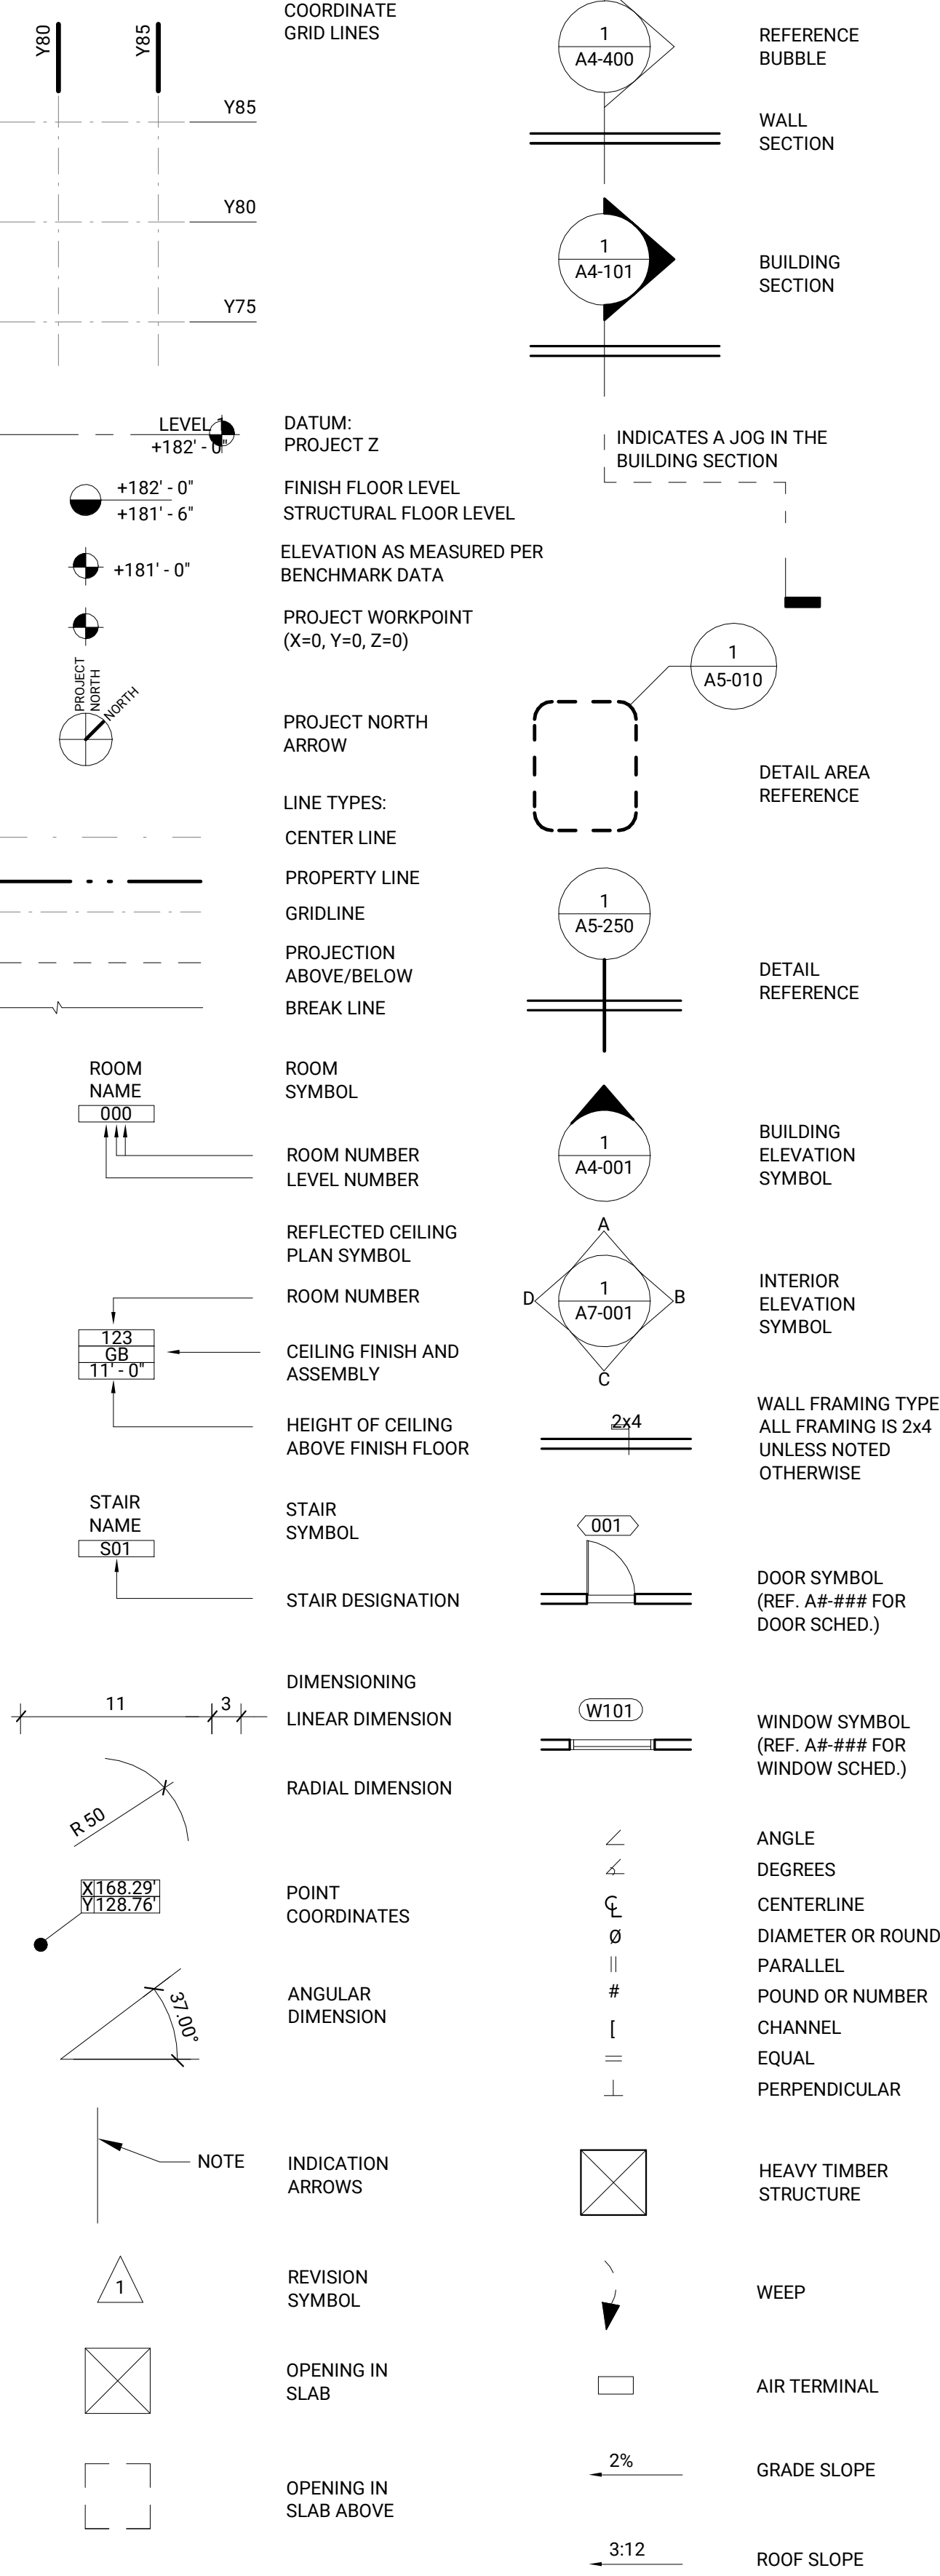 Y80
Y85
COORDINATE
GRID LINES
Y85
Y80
Y75
LEVEL 1
+182' - 0"
DATUM:
PROJECT Z
+182' - 0"
+181' - 6"
FINISH FLOOR LEVEL
STRUCTURAL FLOOR LEVEL
+181' - 0"
ELEVATION AS MEASURED PER
BENCHMARK DATA
PROJECT WORKPOINT
(X=0, Y=0, Z=0)
PROJECT
NORTH
NORTH
PROJECT NORTH
ARROW
LINE TYPES:
CENTER LINE
PROPERTY LINE
GRIDLINE
PROJECTION
ABOVE/BELOW
BREAK LINE
ROOM
NAME
000
ROOM
SYMBOL
ROOM NUMBER
LEVEL NUMBER
REFLECTED CEILING
PLAN SYMBOL
ROOM NUMBER
123
GB
11' - 0"
CEILING FINISH AND
ASSEMBLY
HEIGHT OF CEILING
ABOVE FINISH FLOOR
STAIR
NAME
S01
STAIR
SYMBOL
STAIR DESIGNATION
DIMENSIONING
11
3
LINEAR DIMENSION
R 50
RADIAL DIMENSION
X 168.29'
Y 128.76'
POINT
COORDINATES
37.00°
ANGULAR
DIMENSION
NOTE
INDICATION
ARROWS
1
REVISION
SYMBOL
OPENING IN
SLAB
OPENING IN
SLAB ABOVE
1
A4-400
REFERENCE
BUBBLE
WALL
SECTION
1
A4-101
BUILDING
SECTION
INDICATES A JOG IN THE
BUILDING SECTION
1
A5-010
DETAIL AREA
REFERENCE
1
A5-250
DETAIL
REFERENCE
1
A4-001
BUILDING
ELEVATION
SYMBOL
A
D
1
A7-001
B
C
INTERIOR
ELEVATION
SYMBOL
2x4
WALL FRAMING TYPE
ALL FRAMING IS 2x4
UNLESS NOTED
OTHERWISE
001
DOOR SYMBOL
(REF. A#-### FOR
DOOR SCHED.)
W101
WINDOW SYMBOL
(REF. A#-### FOR
WINDOW SCHED.)
∠ ANGLE
DEGREES
℄ CENTERLINE
Ø DIAMETER OR ROUND
|| PARALLEL
# POUND OR NUMBER
[ CHANNEL
= EQUAL
⊥ PERPENDICULAR
HEAVY TIMBER
STRUCTURE
WEEP
AIR TERMINAL
2%
GRADE SLOPE
3:12
ROOF SLOPE